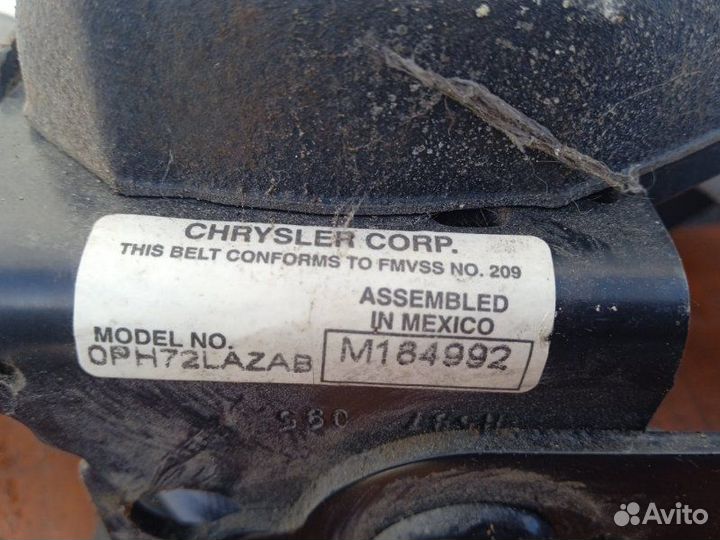 CHRYSLER CORP.
THIS BELT CONFORMS TO FMVSS NO. 209
ASSEMBLED
IN MEXICO
MODEL NO.
0PH72LAZAB
M184992
Avito